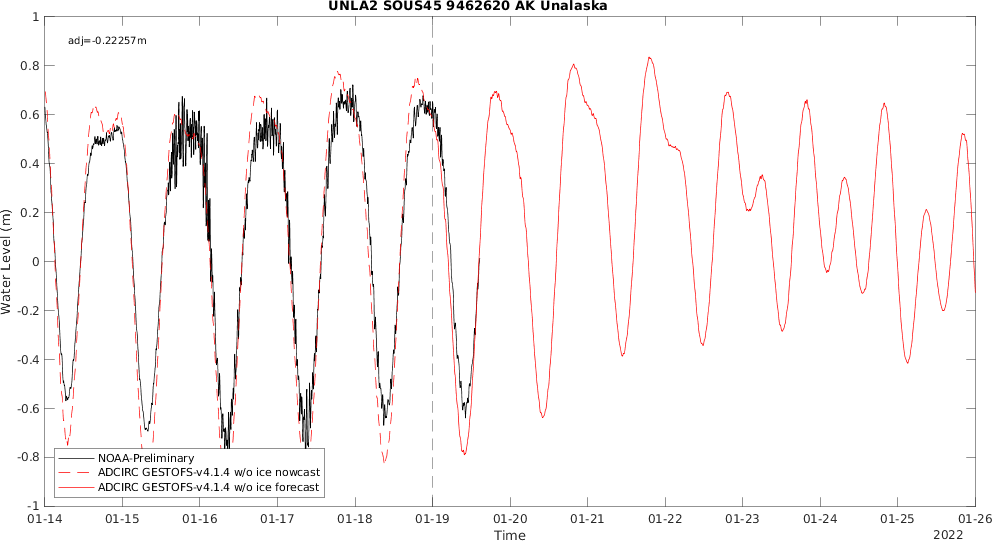 UNLA2 SOUS45 9462620 AK Unalaska
adj=-0.22257m
1
0.8
0.6
0.4
0.2
0
-0.2
-0.4
-0.6
-0.8
-1
Water Level (m)
NOAA-Preliminary
ADCIRC GESTOFS-v4.1.4 w/o ice nowcast
ADCIRC GESTOFS-v4.1.4 w/o ice forecast
01-14 01-15 01-16 01-17 01-18 01-19 01-20 01-21 01-22 01-23 01-24 01-25 01-26
Time
2022